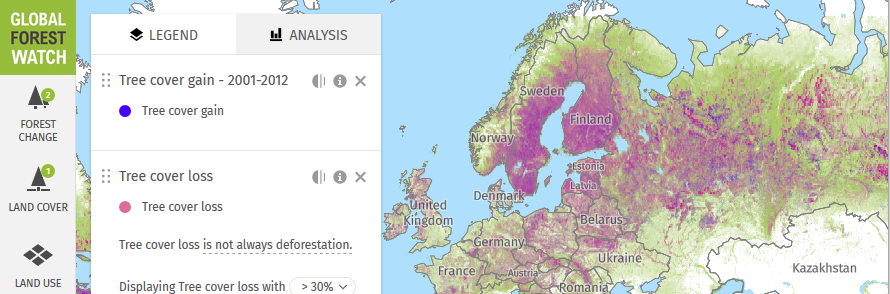 GLOBAL
FOREST
WATCH
2
FOREST
CHANGE
1
LAND COVER
LAND USE
LEGEND
ANALYSIS
Tree cover gain - 2001-2012
Tree cover gain
Tree cover loss
Tree cover loss
Tree cover loss is not always deforestation.
Displaying Tree cover loss with > 30%
Sweden
Finland
Norway
Estonia
Latvia
Denmark
United
Kingdom
Belarus
Germany
Ukraine
France
Austria
Romania
Kazakhstan